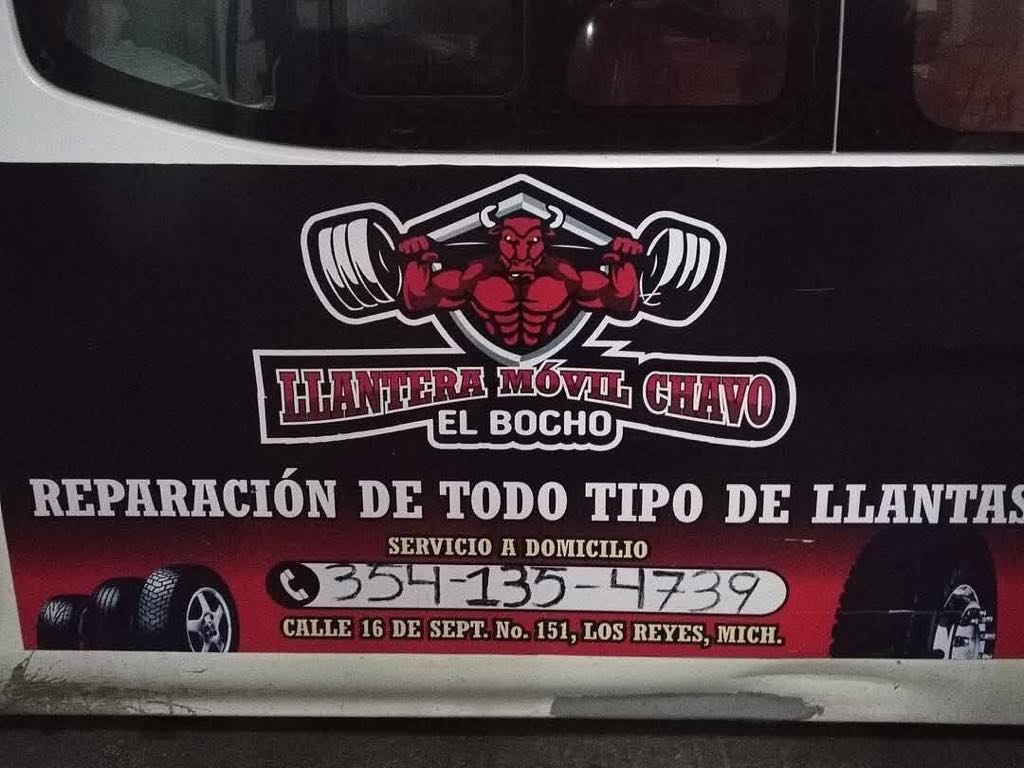 LLANTERA MÓVIL CHAVO
EL BOCHO
REPARACIÓN DE TODO TIPO DE LLANTAS
SERVICIO A DOMICILIO
354-135-4739
CALLE 16 DE SEPT. No. 151, LOS REYES, MICH.